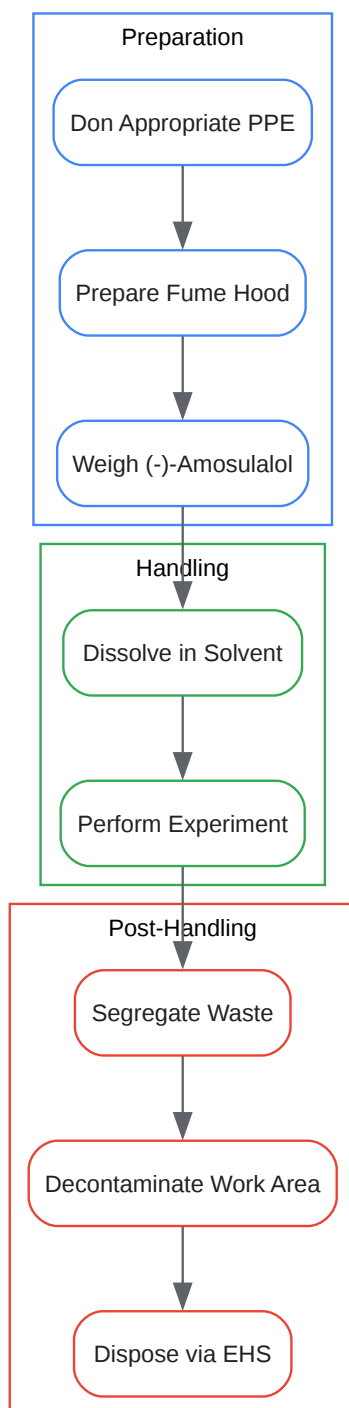 Preparation
Don Appropriate PPE
Prepare Fume Hood
Weigh (-)-Amosulalol
Handling
Dissolve in Solvent
Perform Experiment
Post-Handling
Segregate Waste
Decontaminate Work Area
Dispose via EHS